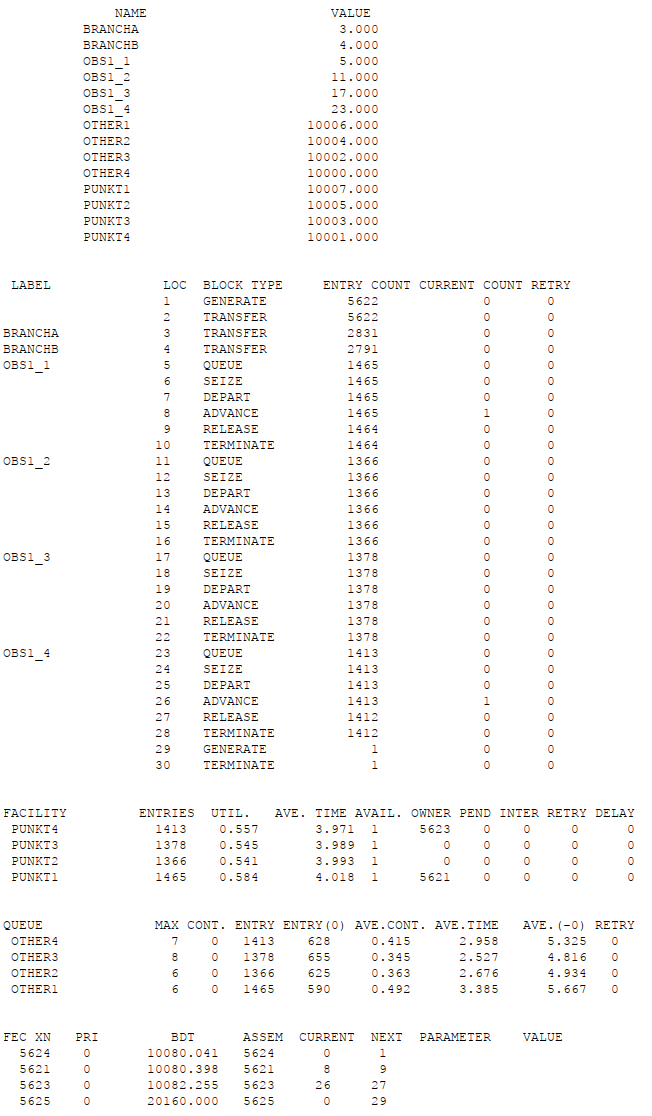 NAME VALUE
BRANCHA 3.000
BRANCHB 4.000
OBS1_1 5.000
OBS1_2 11.000
OBS1_3 17.000
OBS1_4 23.000
OTHER1 10006.000
OTHER2 10004.000
OTHER3 10002.000
OTHER4 10000.000
PUNKT1 10007.000
PUNKT2 10005.000
PUNKT3 10003.000
PUNKT4 10001.000
LABEL LOC BLOCK TYPE ENTRY COUNT CURRENT COUNT RETRY
1 GENERATE 5622 0 0
2 TRANSFER 5622 0 0
BRANCHA 3 TRANSFER 2831 0 0
BRANCHB 4 TRANSFER 2791 0 0
OBS1_1 5 QUEUE 1465 0 0
6 SEIZE 1465 0 0
7 DEPART 1465 0 0
8 ADVANCE 1465 1 0
9 RELEASE 1464 0 0
10 TERMINATE 1464 0 0
OBS1_2 11 QUEUE 1366 0 0
12 SEIZE 1366 0 0
13 DEPART 1366 0 0
14 ADVANCE 1366 0 0
15 RELEASE 1366 0 0
16 TERMINATE 1366 0 0
OBS1_3 17 QUEUE 1378 0 0
18 SEIZE 1378 0 0
19 DEPART 1378 0 0
20 ADVANCE 1378 0 0
21 RELEASE 1378 0 0
22 TERMINATE 1378 0 0
OBS1_4 23 QUEUE 1413 0 0
24 SEIZE 1413 0 0
25 DEPART 1413 0 0
26 ADVANCE 1413 1 0
27 RELEASE 1412 0 0
28 TERMINATE 1412 0 0
29 GENERATE 1 0 0
30 TERMINATE 1 0 0
FACILITY ENTRIES UTIL. AVE. TIME AVAIL. OWNER PEND INTER RETRY DELAY
PUNKT4 1413 0.557 3.971 1 5623 0 0 0 0
PUNKT3 1378 0.545 3.989 1 0 0 0 0 0
PUNKT2 1366 0.541 3.993 1 0 0 0 0 0
PUNKT1 1465 0.584 4.018 1 5621 0 0 0 0
QUEUE MAX CONT. ENTRY ENTRY(0) AVE.CONT. AVE.TIME AVE.(-0) RETRY
OTHER4 7 0 1413 628 0.415 2.958 5.325 0
OTHER3 8 0 1378 655 0.345 2.527 4.816 0
OTHER2 6 0 1366 625 0.363 2.676 4.934 0
OTHER1 6 0 1465 590 0.492 3.385 5.667 0
FEC XN PRI BDT ASSEM CURRENT NEXT PARAMETER VALUE
5624 0 10080.041 5624 0 1
5621 0 10080.398 5621 8 9
5623 0 10082.255 5623 26 27
5625 0 20160.000 5625 0 29